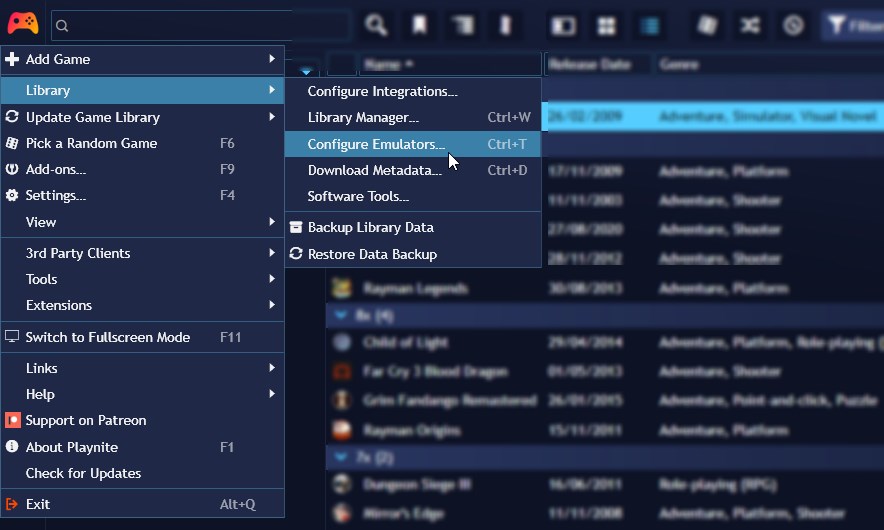 Filter
Name
Release Date
Genre
Add Game
Library
Update Game Library
Pick a Random Game F6
Add-ons... F9
Settings... F4
View
3rd Party Clients
Tools
Extensions
Switch to Fullscreen Mode F11
Links
Help
Support on Patreon
About Playnite F1
Check for Updates
Exit Alt+Q
Configure Integrations...
Library Manager... Ctrl+W
Configure Emulators... Ctrl+T
Download Metadata... Ctrl+D
Software Tools...
Backup Library Data
Restore Data Backup
26/02/2009 Adventure, Simulator, Visual Novel
17/11/2009 Adventure, Platform
11/11/2003 Adventure, Shooter
27/08/2020 Adventure, Shooter
28/11/2012 Adventure, Shooter
Rayman Legends 30/08/2013 Adventure, Platform
8x (4)
Child of Light 29/04/2014 Adventure, Platform, Role-playing (
Far Cry 3 Blood Dragon 01/05/2013 Adventure, Shooter
Grim Fandango Remastered 26/01/2015 Adventure, Point-and-click, Puzzle
Rayman Origins 15/11/2011 Adventure, Platform
7x (2)
Dungeon Siege III 16/06/2011 Role-playing (RPG)
Mirror's Edge 11/11/2008 Adventure, Platform, Shooter